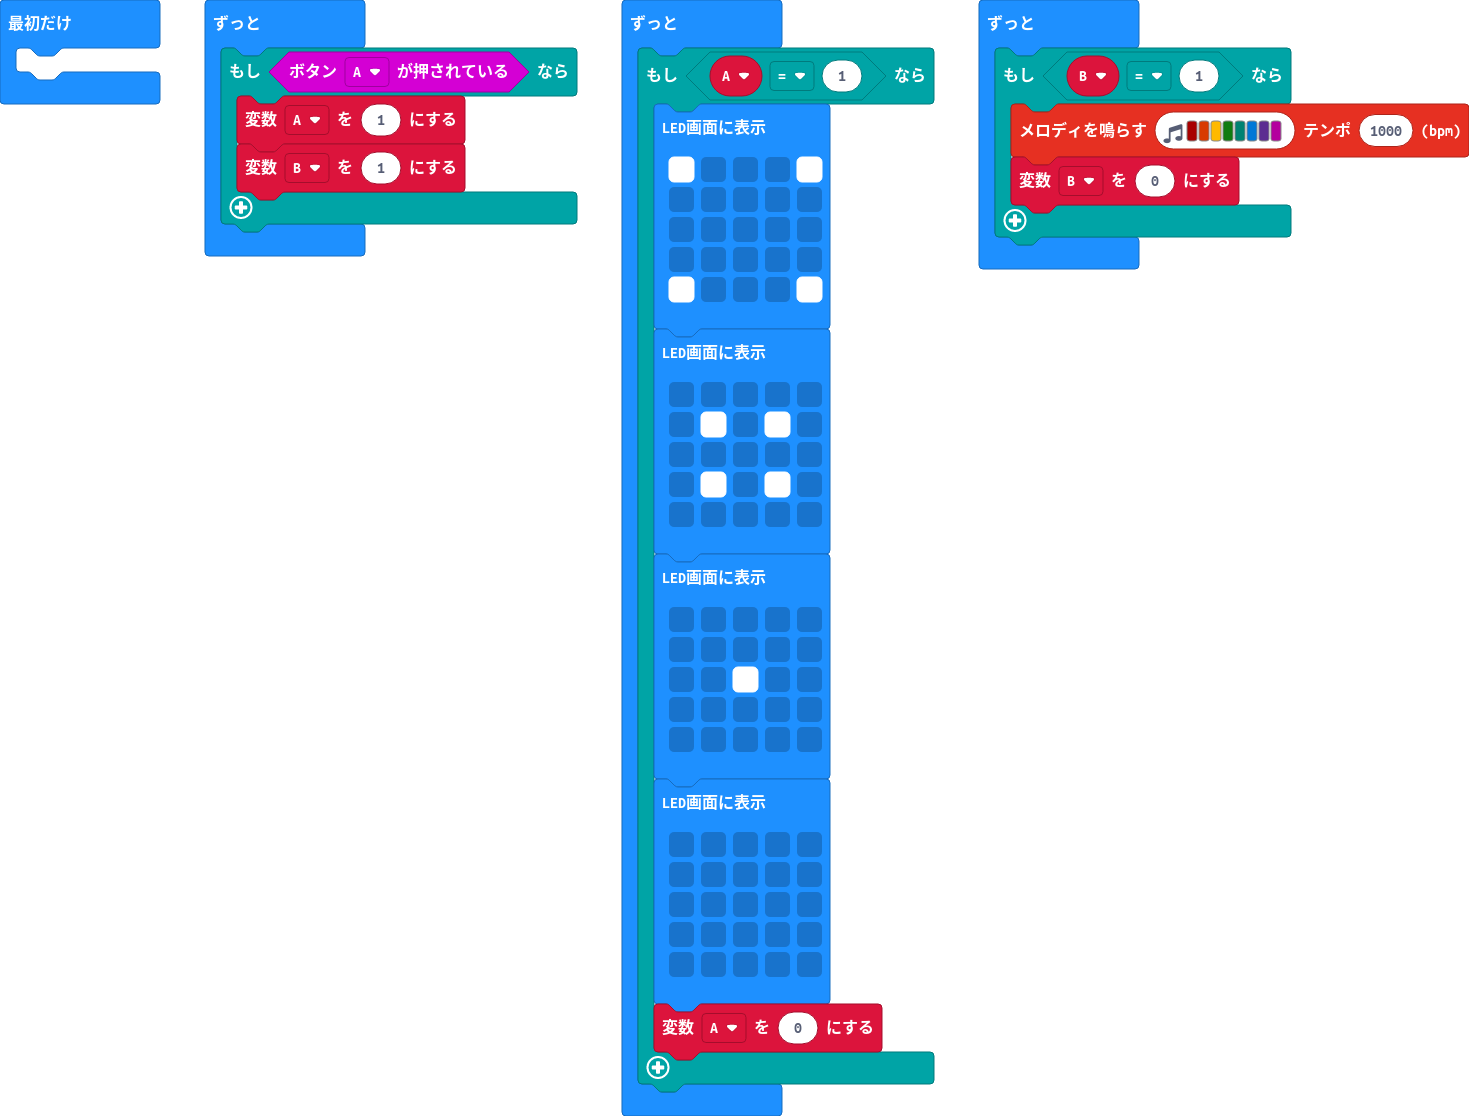 最初だけ
ずっと
もし ボタン A が押されている なら
変数 A を 1 にする
変数 B を 1 にする
ずっと
もし A = 1 なら
LED画面に表示
LED画面に表示
LED画面に表示
LED画面に表示
変数 A を 0 にする
ずっと
もし B = 1 なら
メロディを鳴らす テンポ 1000 (bpm)
変数 B を 0 にする